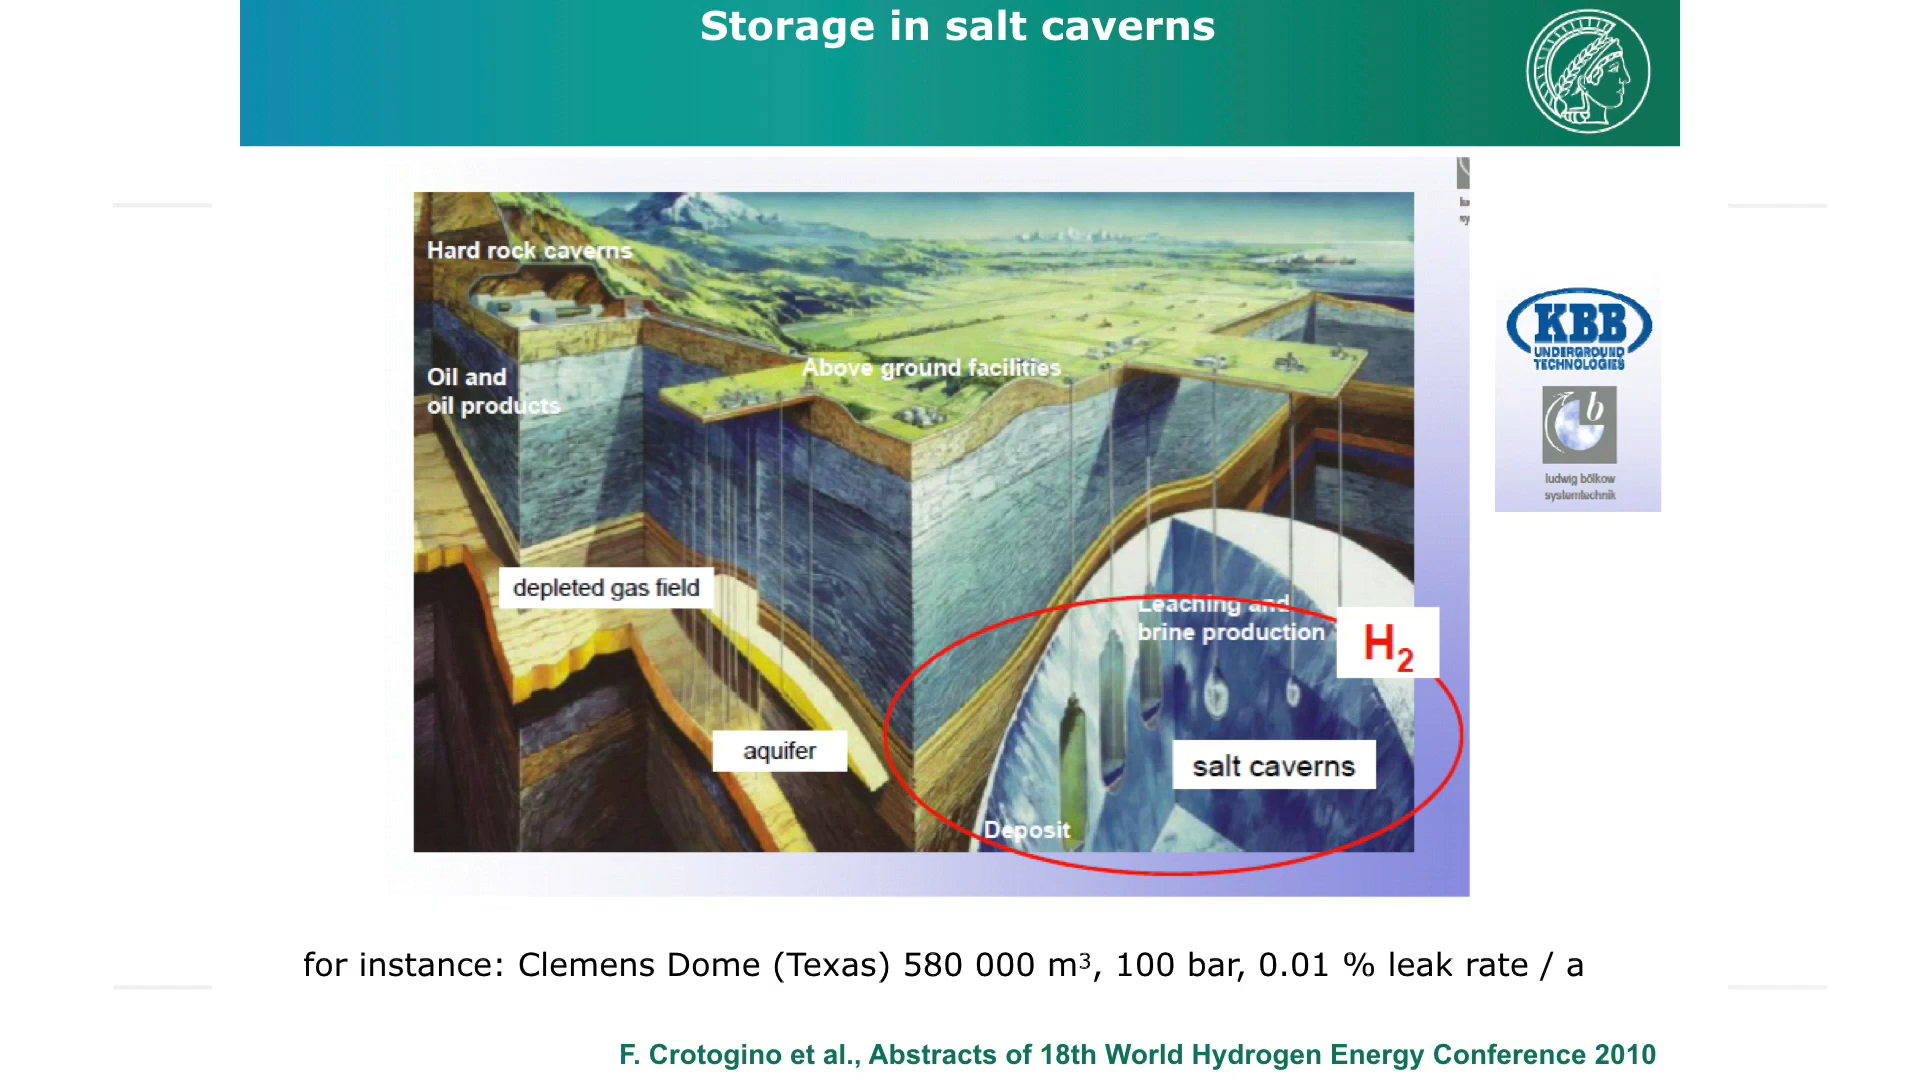 Storage in salt caverns
Hard rock caverns
Oil and
oil products
Above ground facilities
KBB
UNDERGROUND
TECHNOLOGIES
b
ludwig bölkow
systemtechnik
depleted gas field
Leaching and
brine production
H₂
aquifer
salt caverns
Deposit
for instance: Clemens Dome (Texas) 580 000 m³, 100 bar, 0.01 % leak rate / a
F. Crotogino et al., Abstracts of 18th World Hydrogen Energy Conference 2010